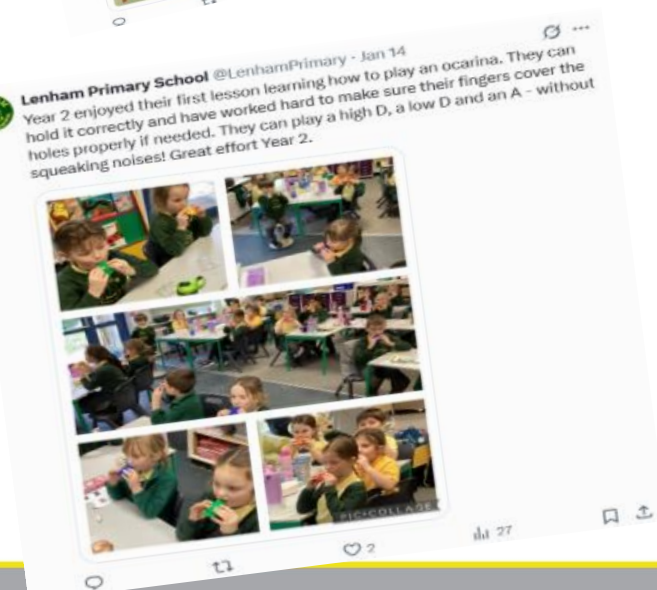 Lenham Primary School @LenhamPrimary · Jan 14
Year 2 enjoyed their first lesson learning how to play an ocarina. They can
hold it correctly and have worked hard to make sure their fingers cover the
holes properly if needed. They can play a high D, a low D and an A - without
squeaking noises! Great effort Year 2.
PIC•COLLAGE
2
27